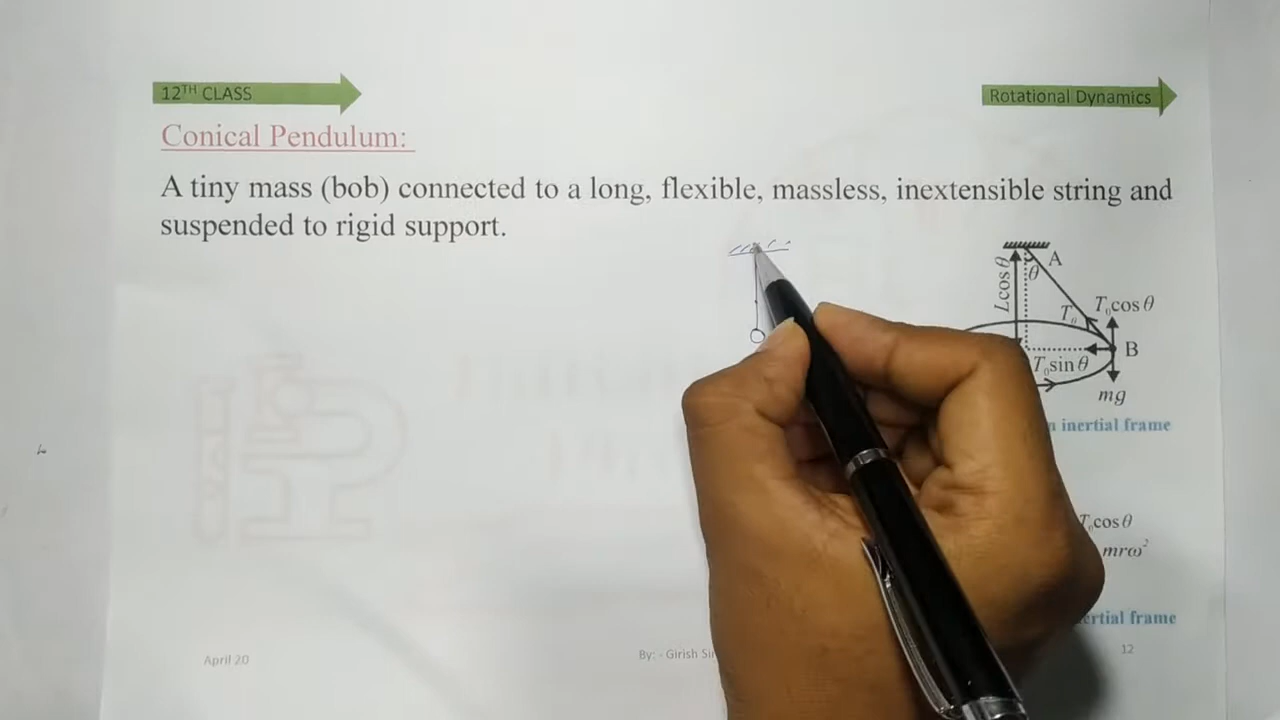 12TH CLASS
Rotational Dynamics
Conical Pendulum:
A tiny mass (bob) connected to a long, flexible, massless, inextensible string and
suspended to rigid support.
A
θ
Lcosθ
T₀cosθ
T₀
B
T₀sinθ
mg
inertial frame
T₀cosθ
mrω²
frame
April 20
By: - Girish
12